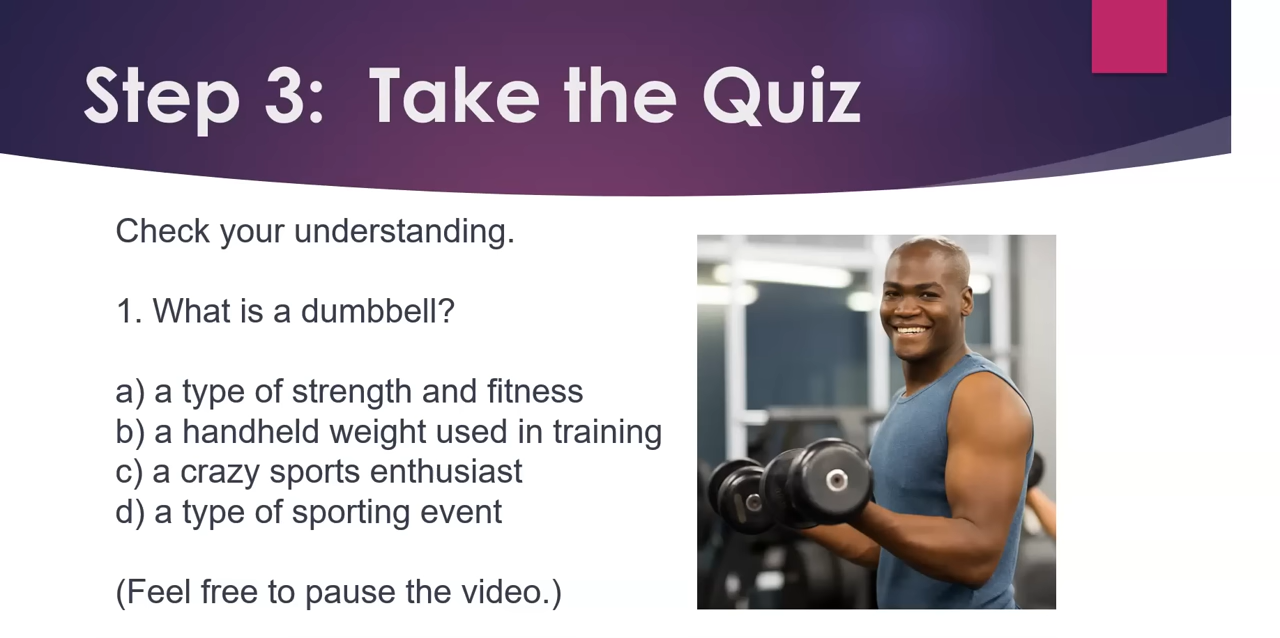 Step 3: Take the Quiz
Check your understanding.
1. What is a dumbbell?
a) a type of strength and fitness
b) a handheld weight used in training
c) a crazy sports enthusiast
d) a type of sporting event
(Feel free to pause the video.)